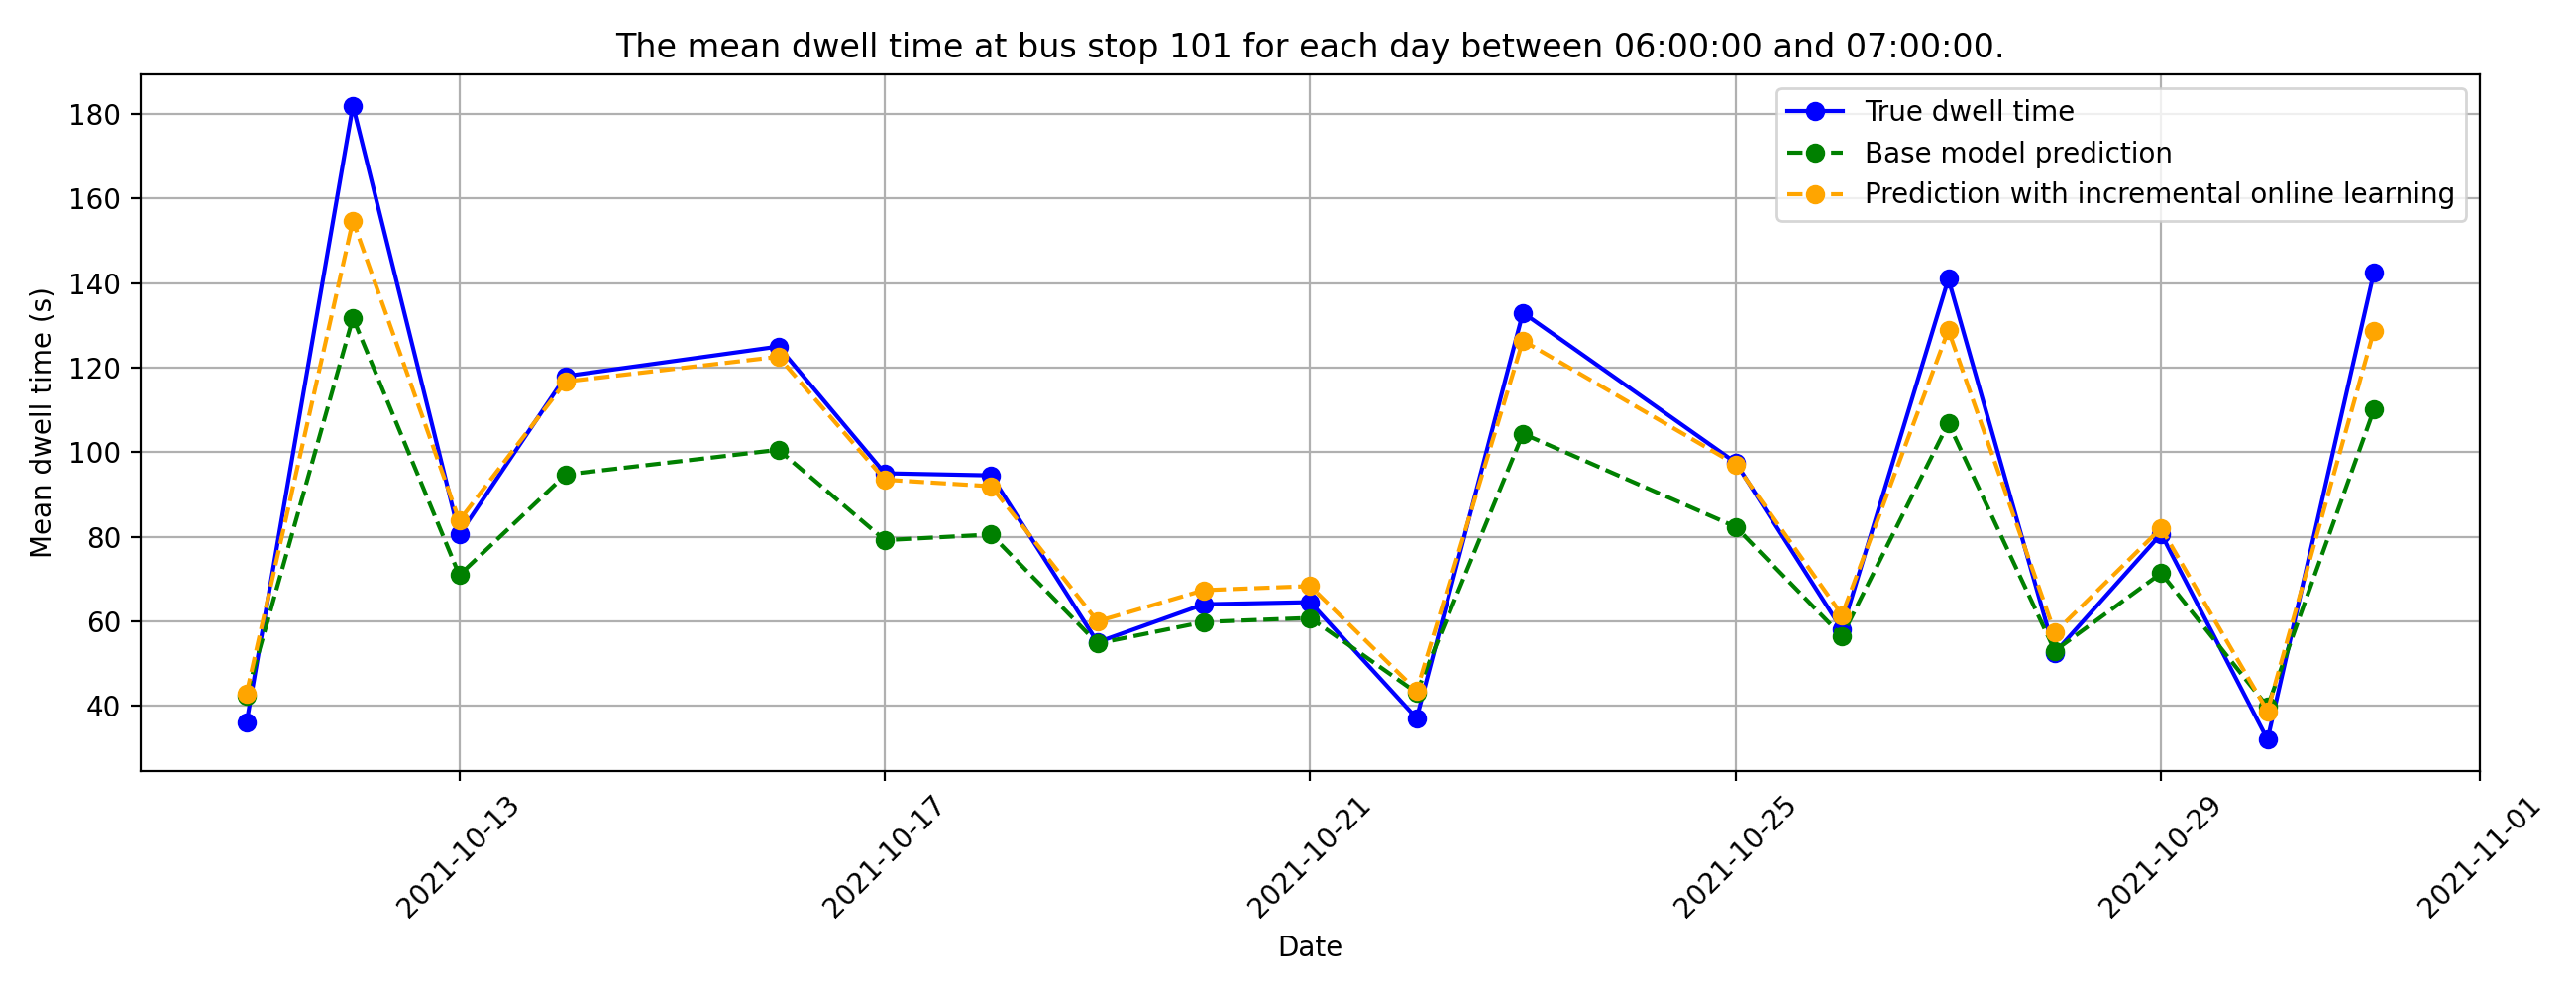 The mean dwell time at bus stop 101 for each day between 06:00:00 and 07:00:00.
True dwell time
Base model prediction
Prediction with incremental online learning
Mean dwell time (s)
180
160
140
120
100
80
60
40
2021-10-13
2021-10-17
2021-10-21
2021-10-25
2021-10-29
2021-11-01
Date